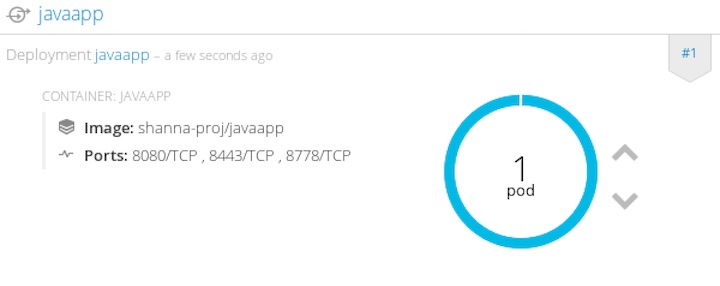 javaapp
Deployment javaapp – a few seconds ago
#1
CONTAINER: JAVAAPP
Image: shanna-proj/javaapp
Ports: 8080/TCP , 8443/TCP , 8778/TCP
1
pod